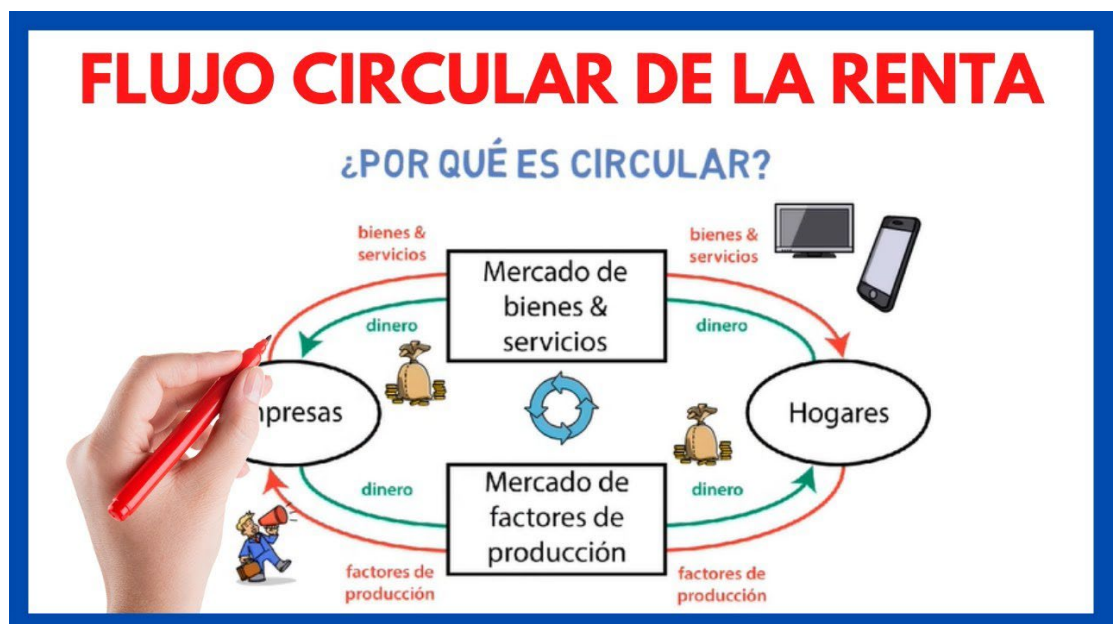 FLUJO CIRCULAR DE LA RENTA
¿POR QUÉ ES CIRCULAR?
bienes &
servicios
bienes &
servicios
Mercado de
bienes &
servicios
dinero
dinero
mpresas
Hogares
dinero
dinero
Mercado de
factores de
producción
factores de
producción
factores de
producción